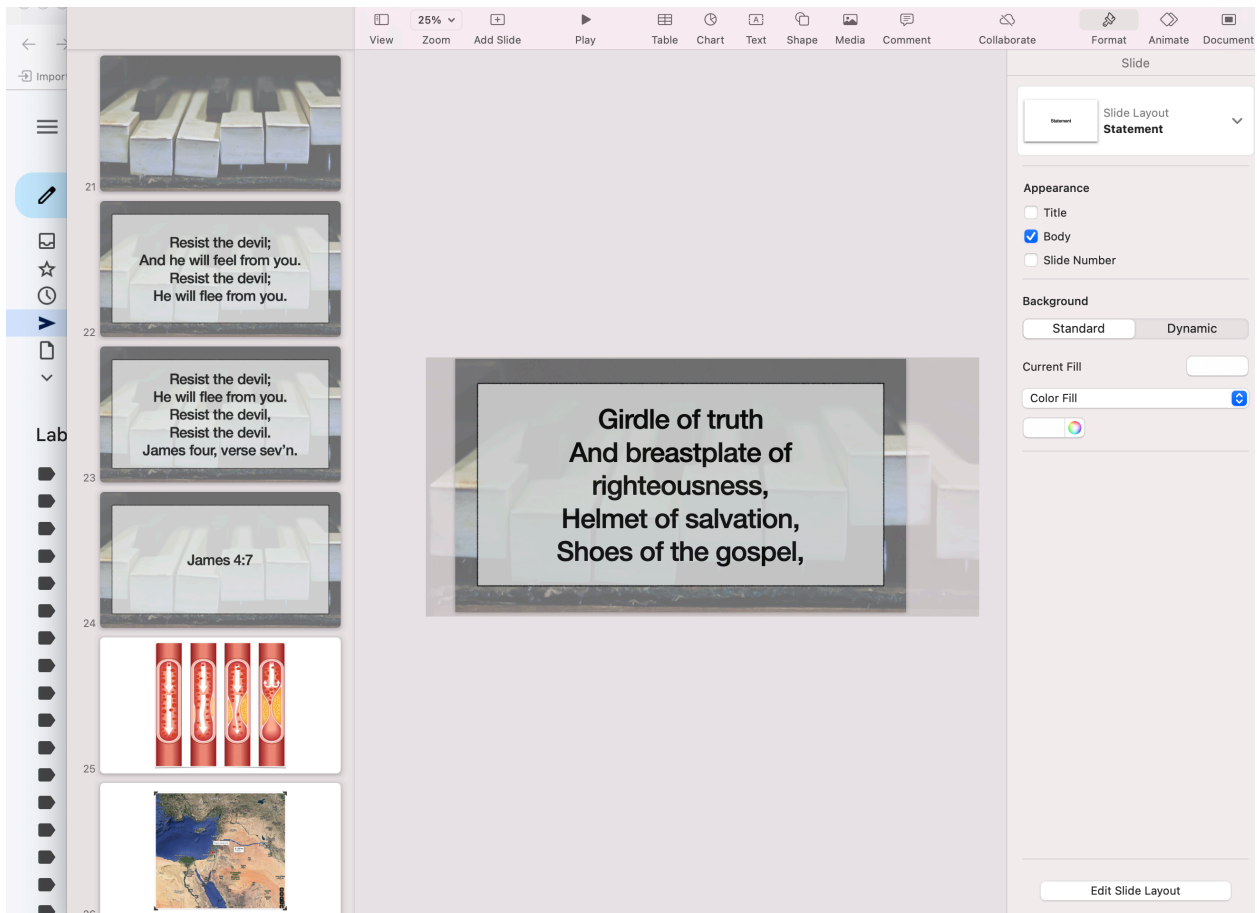 25%
View
Zoom
Add Slide
Play
Table
Chart
Text
Shape
Media
Comment
Collaborate
Format
Animate
Document
Impor
Lab
21
Resist the devil;
And he will feel from you.
Resist the devil;
He will flee from you.
22
Resist the devil;
He will flee from you.
Resist the devil,
Resist the devil.
James four, verse sev'n.
23
James 4:7
24
25
26
Girdle of truth
And breastplate of
righteousness,
Helmet of salvation,
Shoes of the gospel,
Slide
Statement
Slide Layout
Statement
Appearance
Title
Body
Slide Number
Background
Standard
Dynamic
Current Fill
Color Fill
Edit Slide Layout